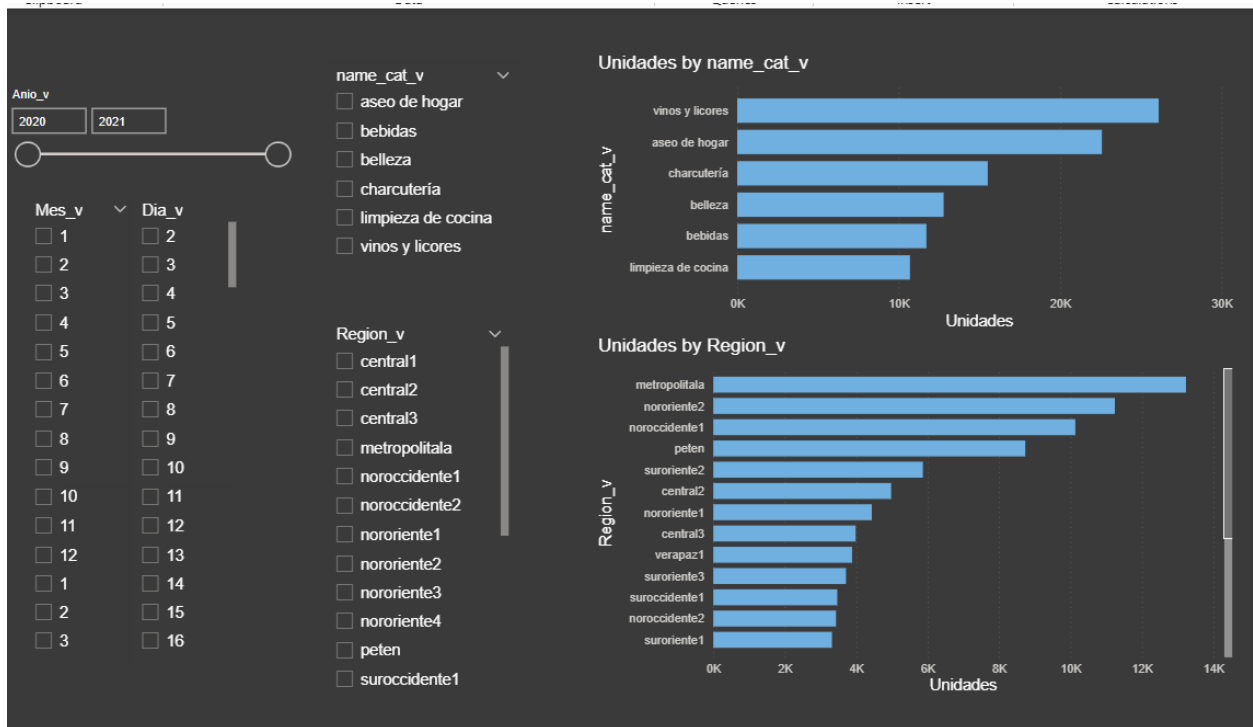 Clipboard
Data
Queries
Insert
Calculations
Anio_v
2020
2021
Mes_v
1
2
3
4
5
6
7
8
9
10
11
12
1
2
3
Dia_v
2
3
4
5
6
7
8
9
10
11
12
13
14
15
16
name_cat_v
aseo de hogar
bebidas
belleza
charcutería
limpieza de cocina
vinos y licores
Region_v
central1
central2
central3
metropolitala
noroccidente1
noroccidente2
nororiente1
nororiente2
nororiente3
nororiente4
peten
suroccidente1
Unidades by name_cat_v
name_cat_v
vinos y licores
aseo de hogar
charcutería
belleza
bebidas
limpieza de cocina
0K 10K 20K 30K
Unidades
Unidades by Region_v
Region_v
metropolitala
nororiente2
noroccidente1
peten
suroriente2
central2
nororiente1
central3
verapaz1
suroriente3
suroccidente1
noroccidente2
suroriente1
0K 2K 4K 6K 8K 10K 12K 14K
Unidades